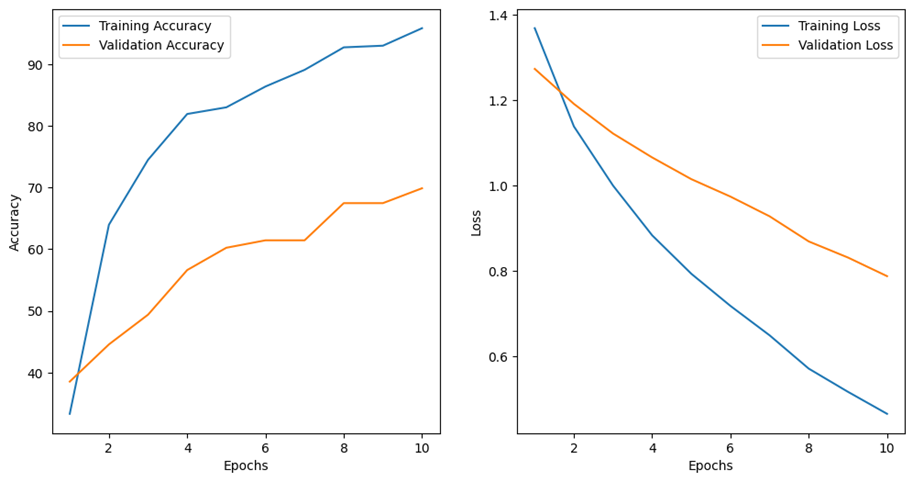 Training Accuracy
Validation Accuracy
90
80
70
60
50
40
Accuracy
2 4 6 8 10
Epochs
Training Loss
Validation Loss
1.4
1.2
1.0
0.8
0.6
Loss
2 4 6 8 10
Epochs